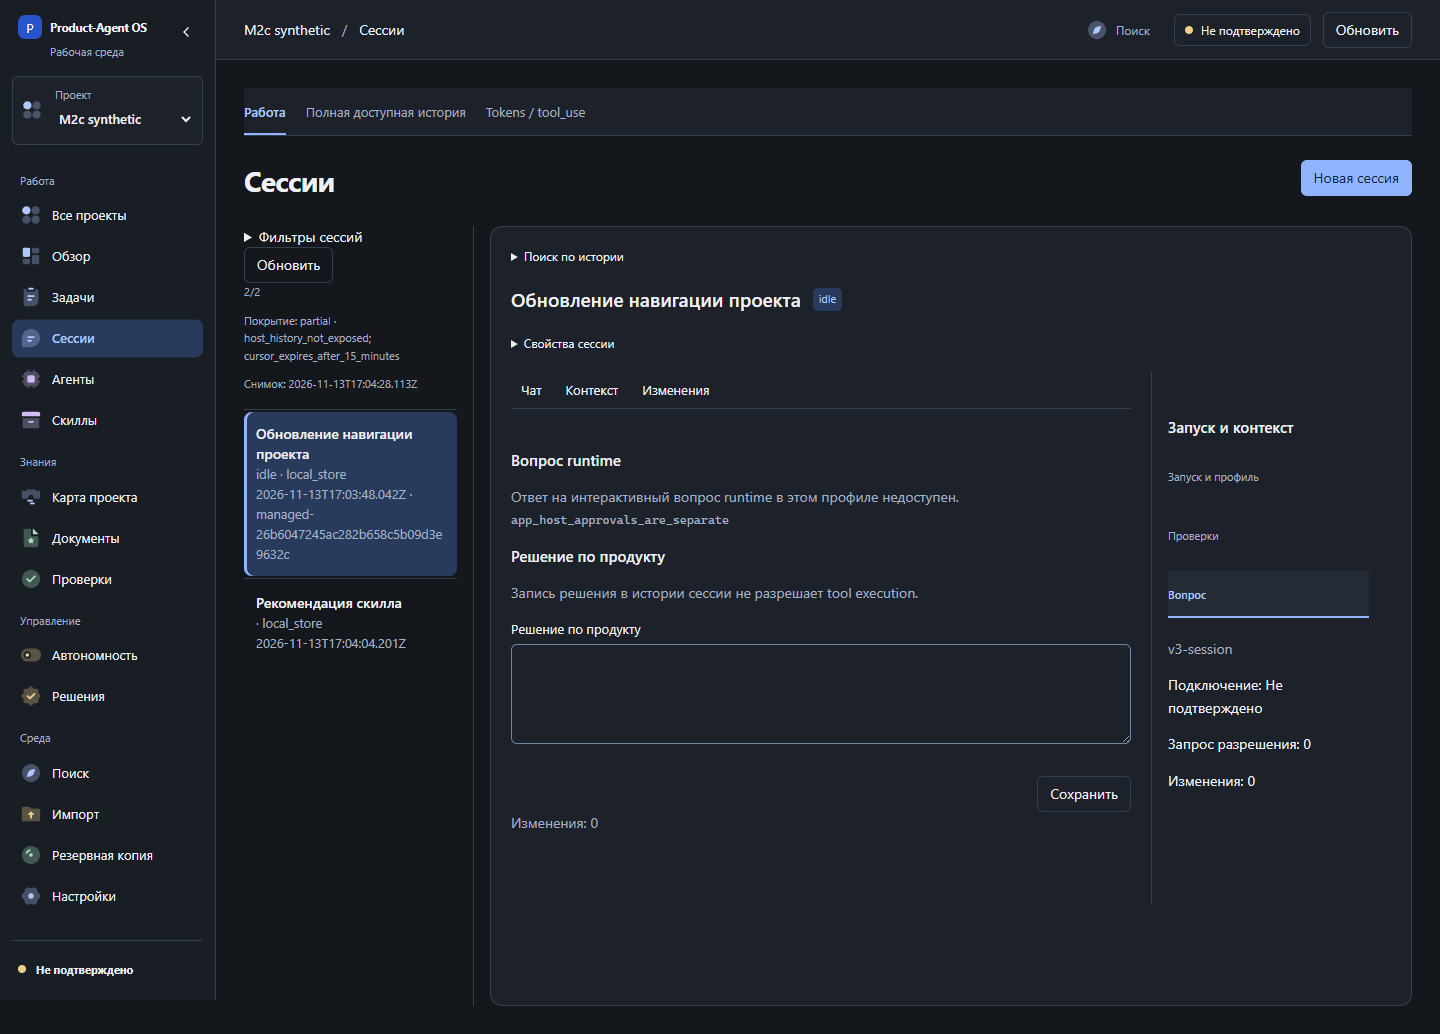 P
Product-Agent OS
Рабочая среда
Проект
M2c synthetic
Работа
Все проекты
Обзор
Задачи
Сессии
Агенты
Скиллы
Знания
Карта проекта
Документы
Проверки
Управление
Автономность
Решения
Среда
Поиск
Импорт
Резервная копия
Настройки
Не подтверждено
M2c synthetic / Сессии
Поиск
Не подтверждено
Обновить
Работа
Полная доступная история
Tokens / tool_use
Сессии
Новая сессия
Фильтры сессий
Обновить
2/2
Покрытие: partial ·
host_history_not_exposed;
cursor_expires_after_15_minutes
Снимок: 2026-11-13T17:04:28.113Z
Обновление навигации
проекта
idle · local_store
2026-11-13T17:03:48.042Z ·
managed-
26b6047245ac282b658c5b09d3e
9632c
Рекомендация скилла
· local_store
2026-11-13T17:04:04.201Z
Поиск по истории
Обновление навигации проекта
idle
Свойства сессии
Чат
Контекст
Изменения
Вопрос runtime
Ответ на интерактивный вопрос runtime в этом профиле недоступен.
app_host_approvals_are_separate
Решение по продукту
Запись решения в истории сессии не разрешает tool execution.
Решение по продукту
Сохранить
Изменения: 0
Запуск и контекст
Запуск и профиль
Проверки
Вопрос
v3-session
Подключение: Не
подтверждено
Запрос разрешения: 0
Изменения: 0